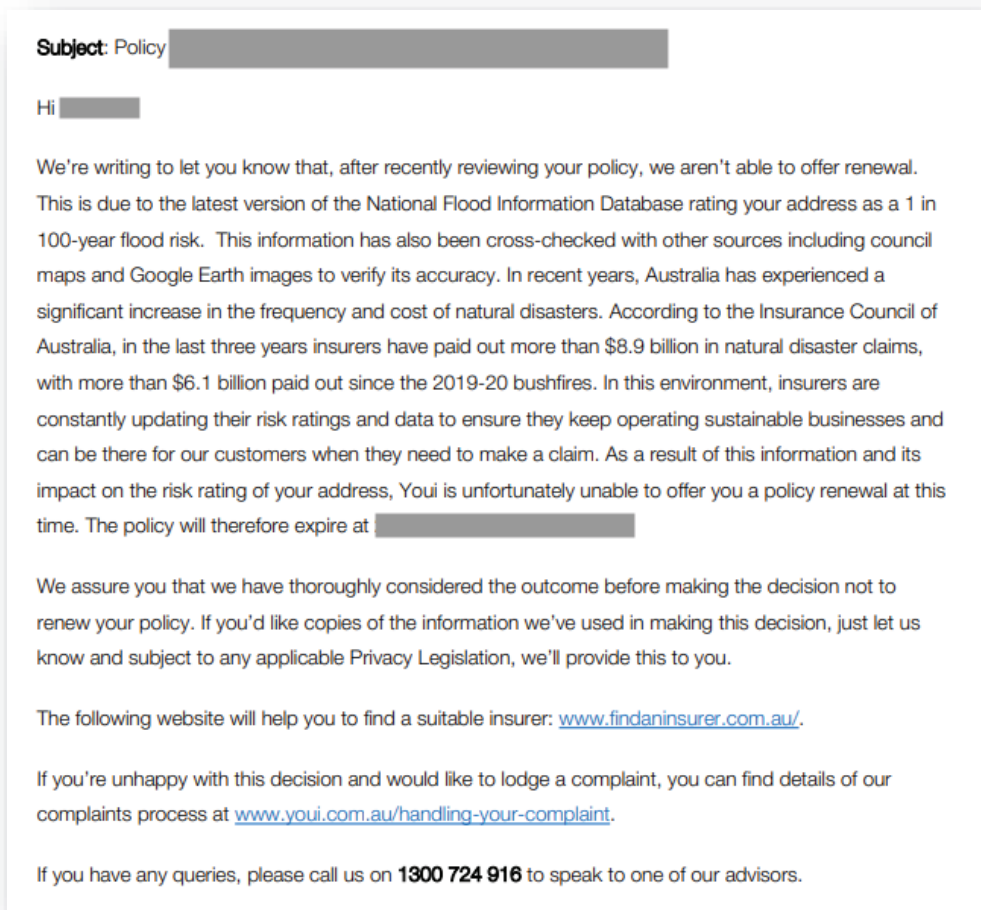 Subject: Policy
Hi
We're writing to let you know that, after recently reviewing your policy, we aren't able to offer renewal.
This is due to the latest version of the National Flood Information Database rating your address as a 1 in
100-year flood risk.  This information has also been cross-checked with other sources including council
maps and Google Earth images to verify its accuracy. In recent years, Australia has experienced a
significant increase in the frequency and cost of natural disasters. According to the Insurance Council of
Australia, in the last three years insurers have paid out more than $8.9 billion in natural disaster claims,
with more than $6.1 billion paid out since the 2019-20 bushfires. In this environment, insurers are
constantly updating their risk ratings and data to ensure they keep operating sustainable businesses and
can be there for our customers when they need to make a claim. As a result of this information and its
impact on the risk rating of your address, Youi is unfortunately unable to offer you a policy renewal at this
time. The policy will therefore expire at
We assure you that we have thoroughly considered the outcome before making the decision not to
renew your policy. If you'd like copies of the information we've used in making this decision, just let us
know and subject to any applicable Privacy Legislation, we'll provide this to you.
The following website will help you to find a suitable insurer: www.findaninsurer.com.au/.
If you're unhappy with this decision and would like to lodge a complaint, you can find details of our
complaints process at www.youi.com.au/handling-your-complaint.
If you have any queries, please call us on 1300 724 916 to speak to one of our advisors.